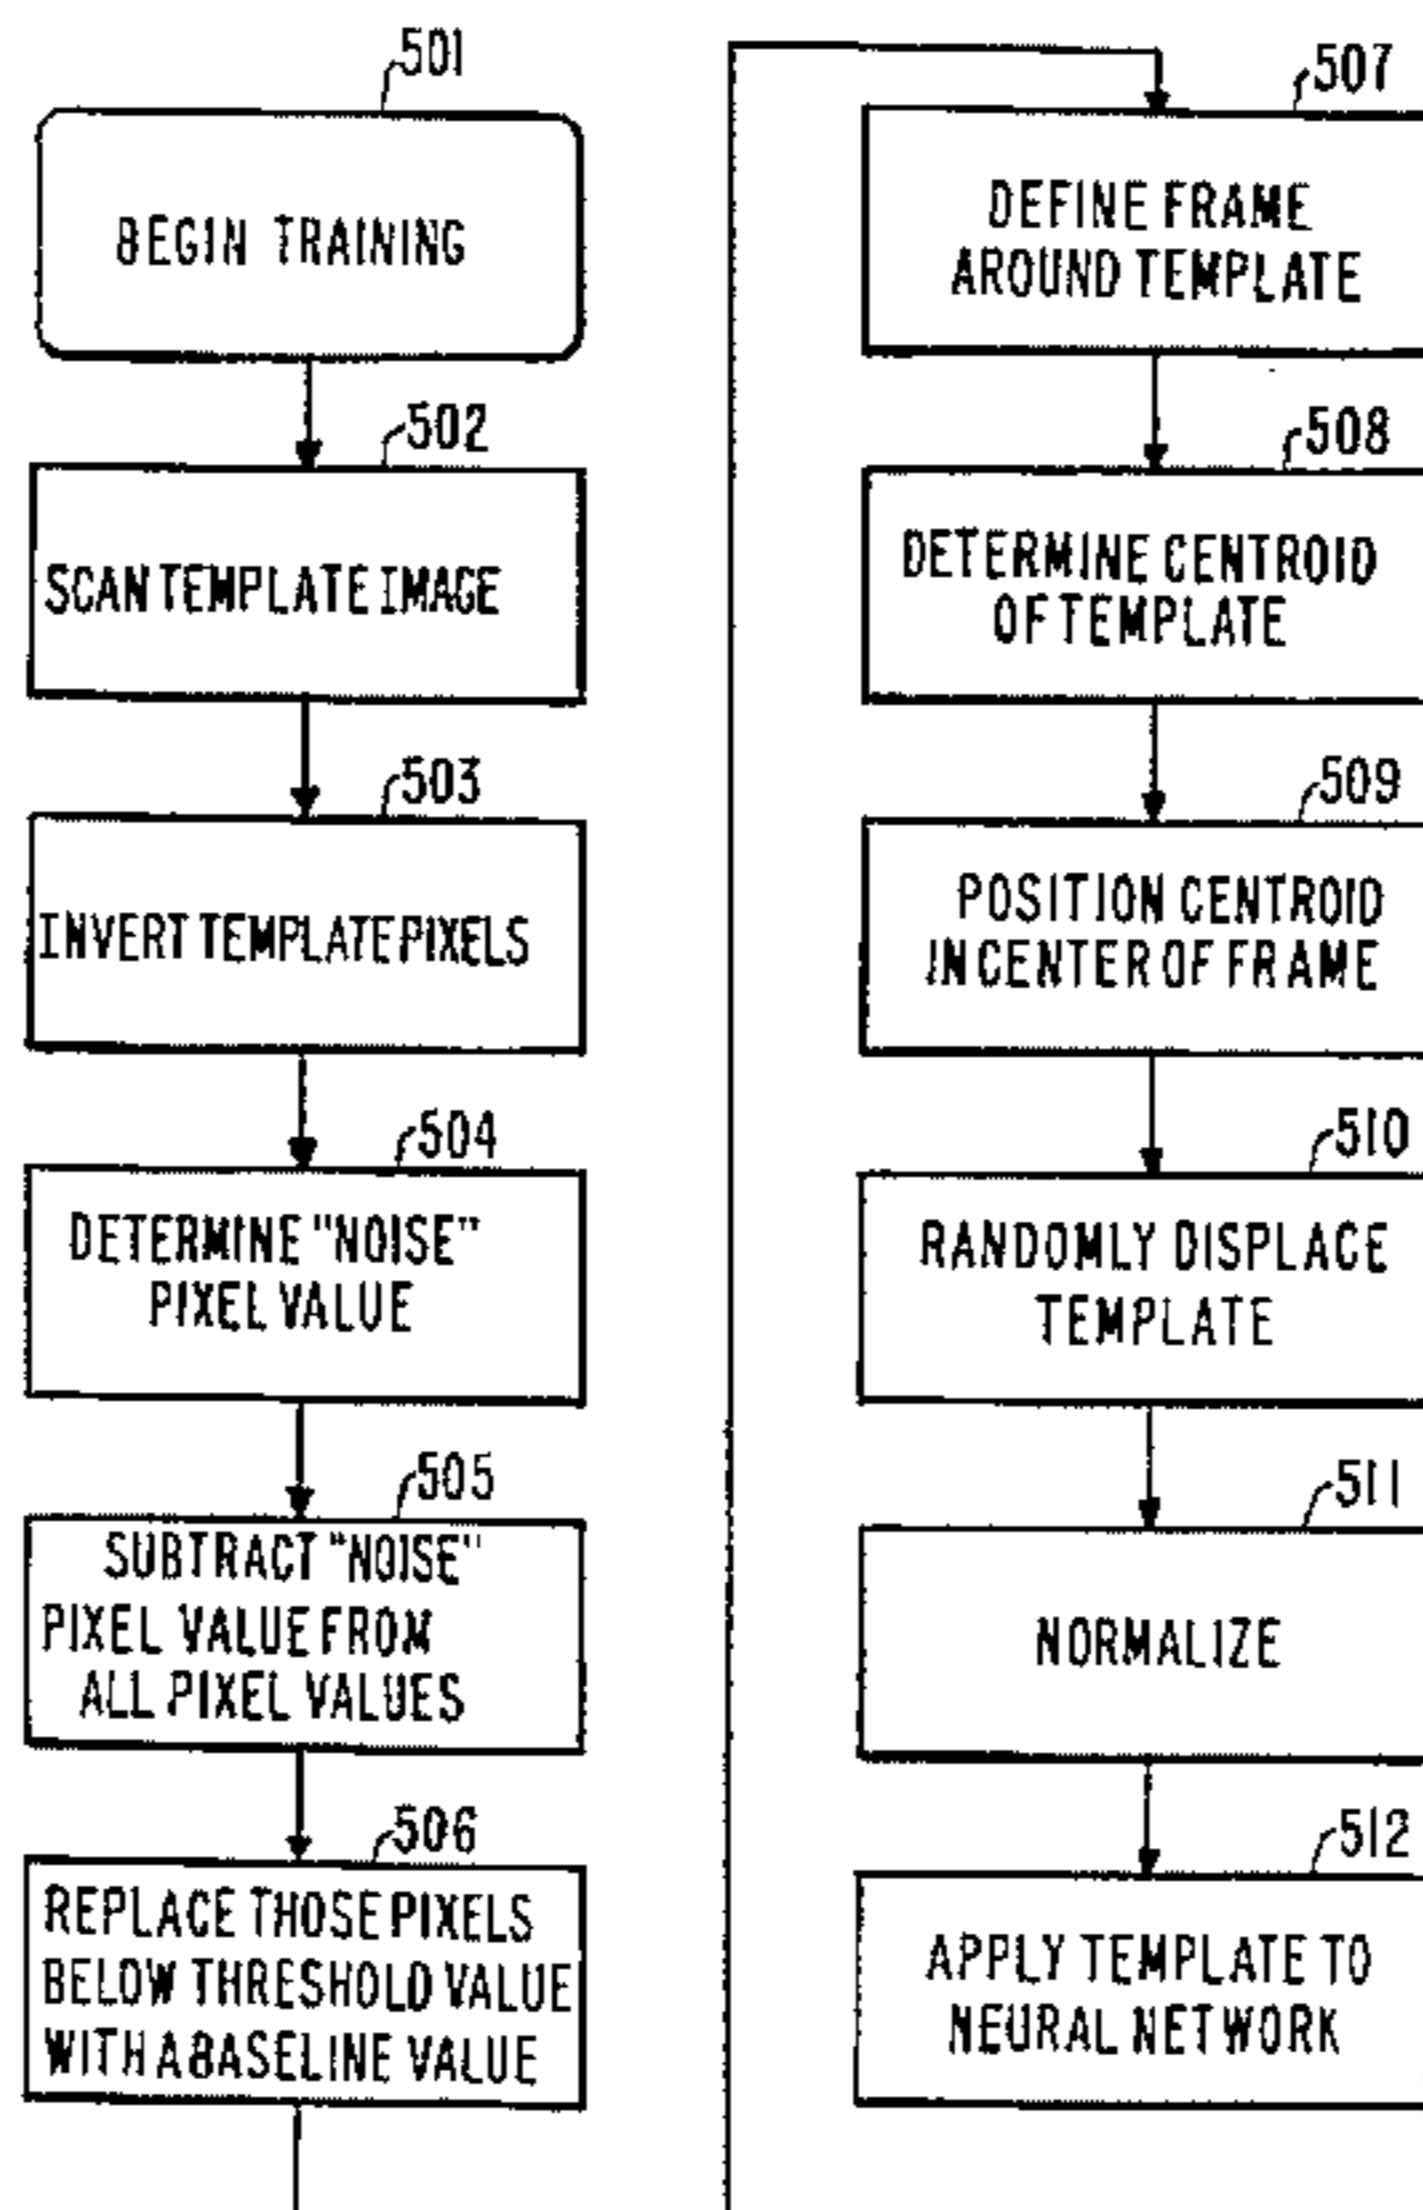 501
BEGIN TRAINING
502
SCAN TEMPLATE IMAGE
503
INVERT TEMPLATE PIXELS
504
DETERMINE "NOISE"
PIXEL VALUE
505
SUBTRACT "NOISE"
PIXEL VALUE FROM
ALL PIXEL VALUES
506
REPLACE THOSE PIXELS
BELOW THRESHOLD VALUE
WITH A BASELINE VALUE
507
DEFINE FRAME
AROUND TEMPLATE
508
DETERMINE CENTROID
OF TEMPLATE
509
POSITION CENTROID
IN CENTER OF FRAME
510
RANDOMLY DISPLACE
TEMPLATE
511
NORMALIZE
512
APPLY TEMPLATE TO
NEURAL NETWORK